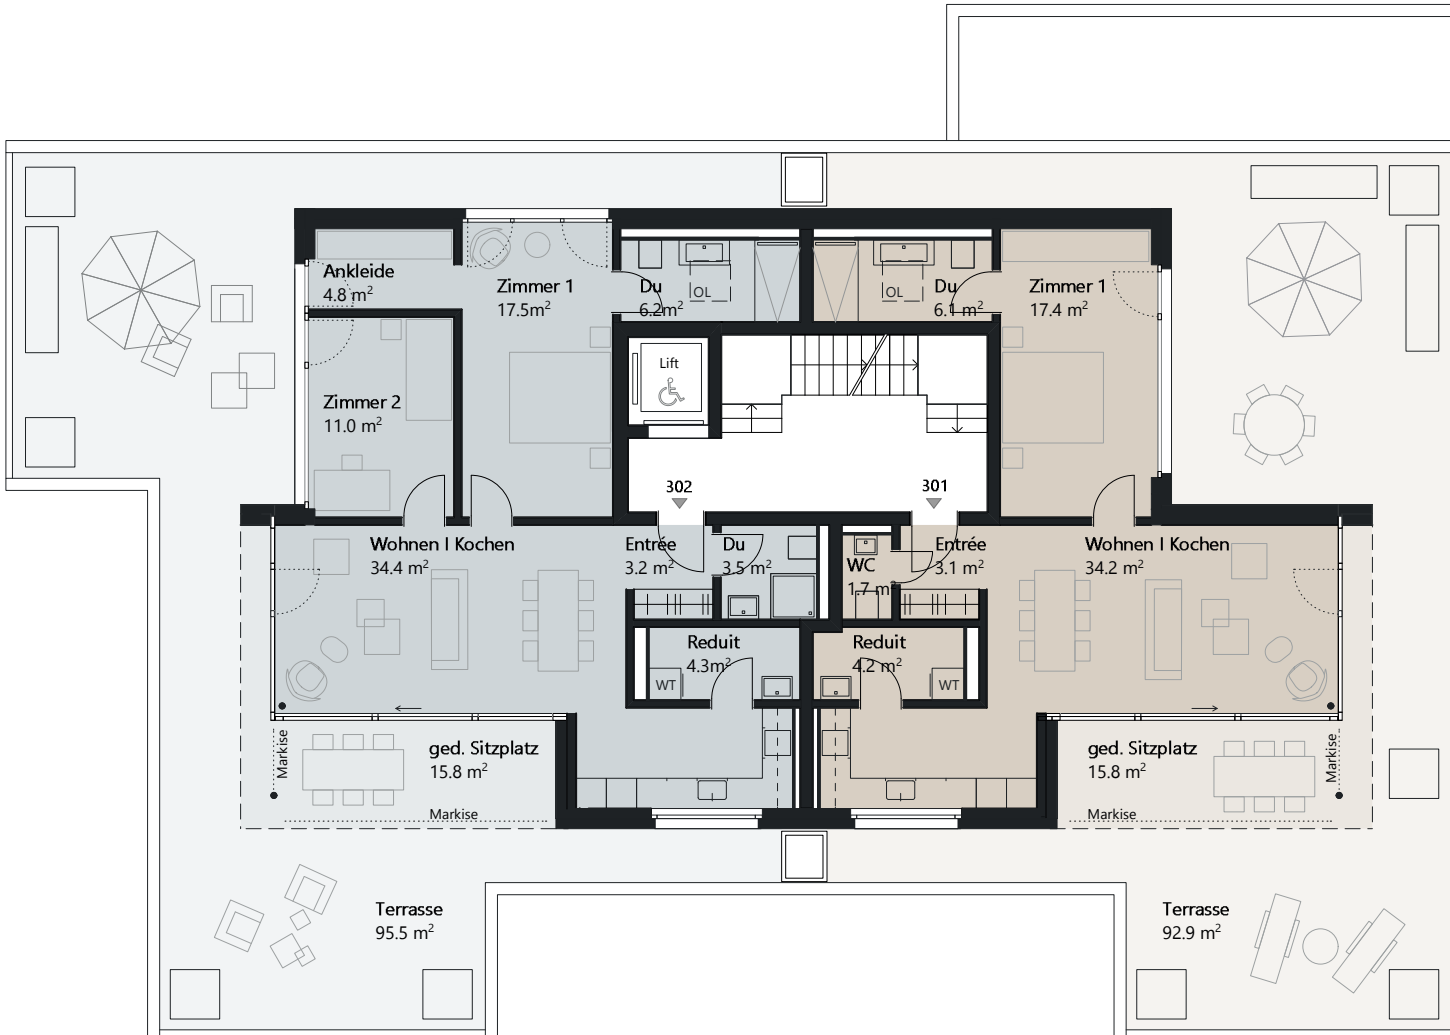 Ankleide
4.8 m²
Zimmer 1
17.5m²
Du
6.2m²
OL
OL
Du
6.1 m²
Zimmer 1
17.4 m²
Lift
Zimmer 2
11.0 m²
302
301
Wohnen I Kochen
34.4 m²
Entrée
3.2 m²
Du
3.5 m²
WC
1.7 m²
Entrée
3.1 m²
Wohnen I Kochen
34.2 m²
Reduit
4.3m²
WT
Reduit
4.2 m²
WT
Markise
ged. Sitzplatz
15.8 m²
Markise
ged. Sitzplatz
15.8 m²
Markise
Markise
Terrasse
95.5 m²
Terrasse
92.9 m²